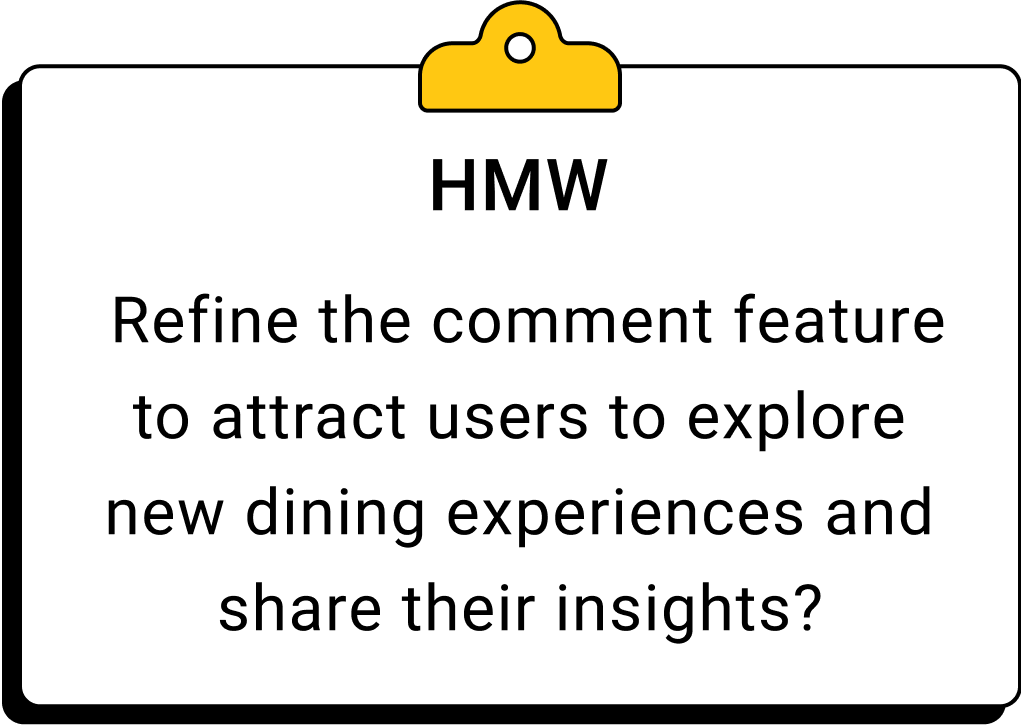 HMW
Refine the comment feature
to attract users to explore
new dining experiences and
share their insights?